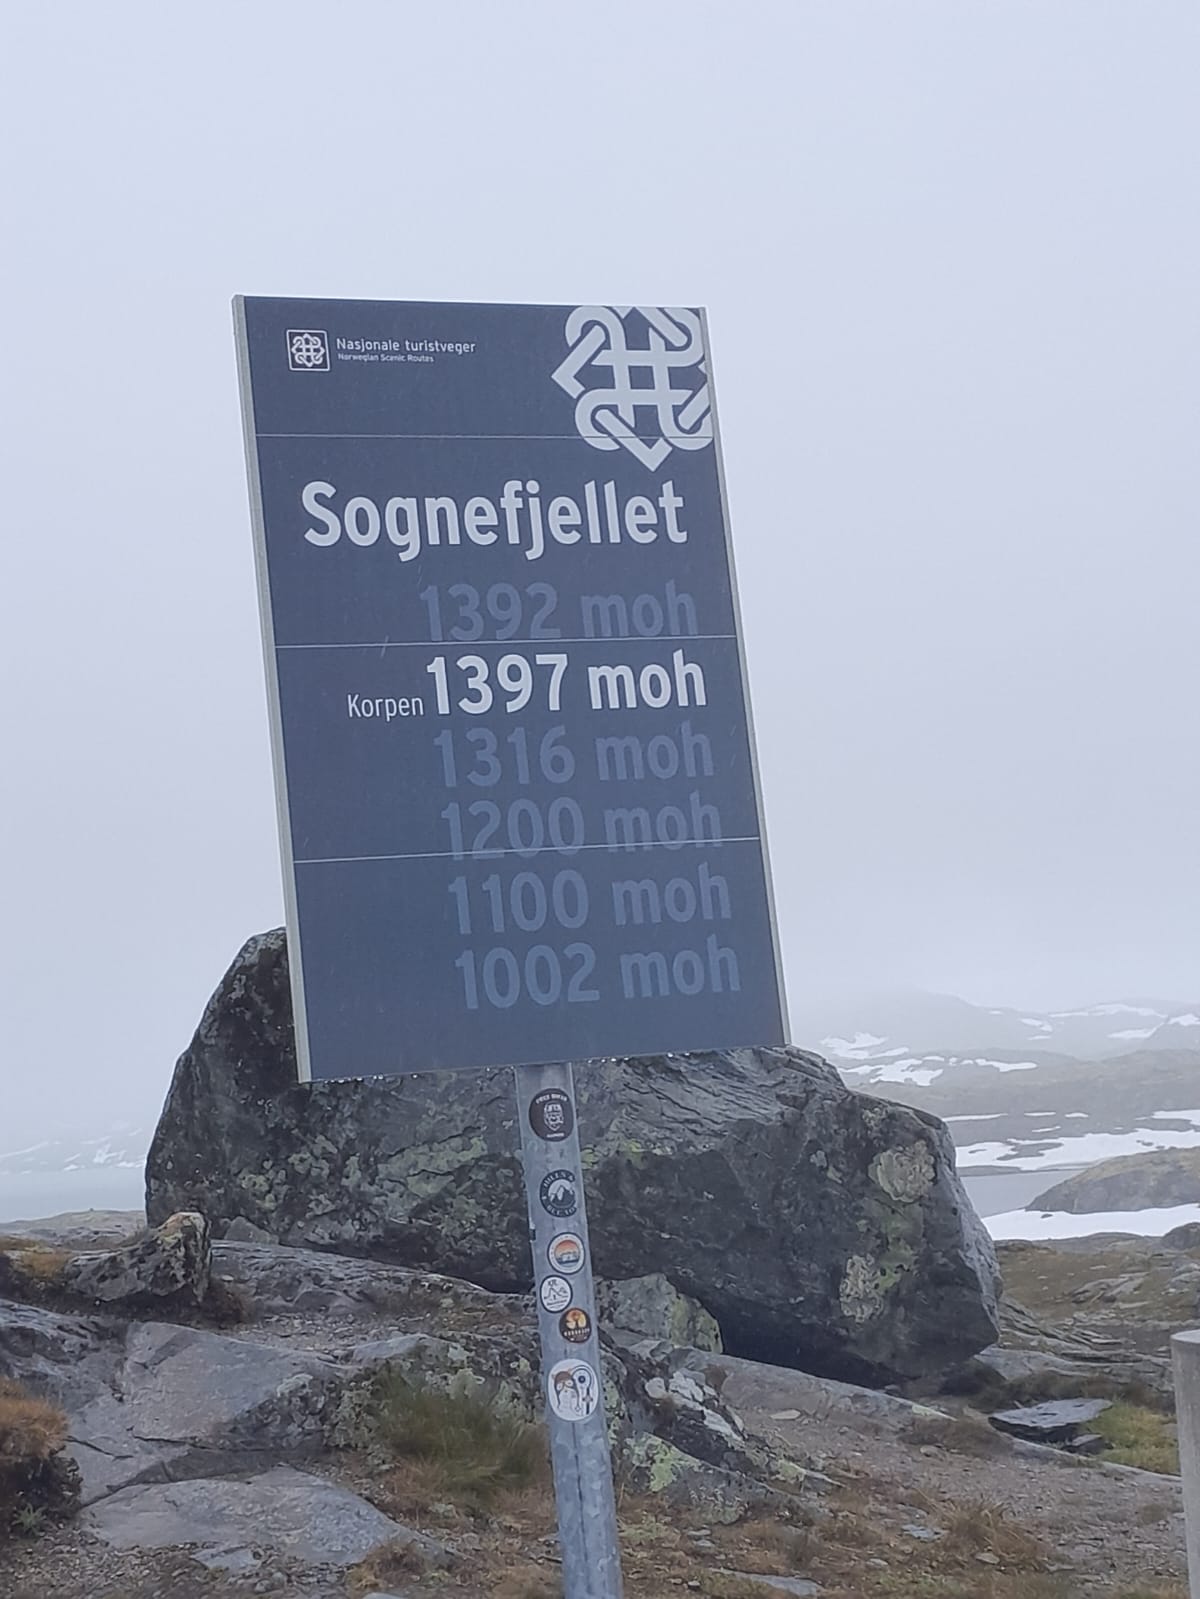 Nasjonale turistveger
Norwegian Scenic Routes
Sognefjellet
1392 moh
Korpen 1397 moh
1316 moh
1200 moh
1100 moh
1002 moh